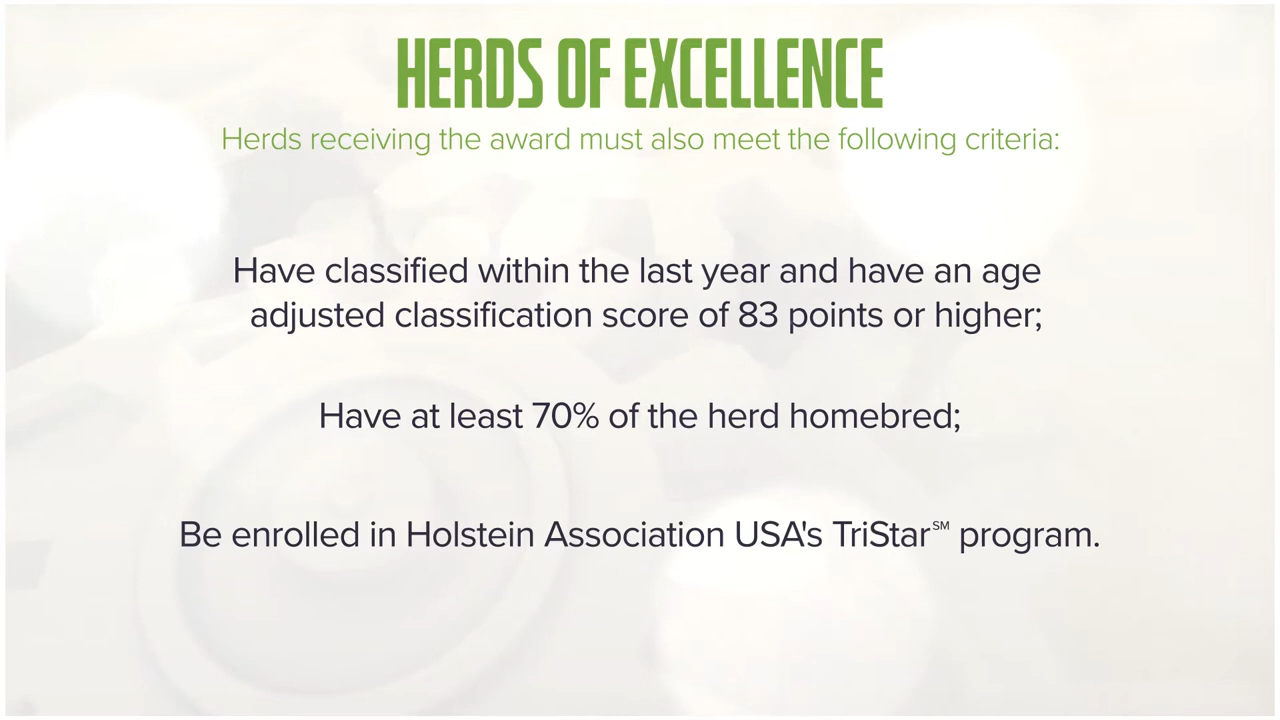 HERDS OF EXCELLENCE
Herds receiving the award must also meet the following criteria:
Have classified within the last year and have an age
adjusted classification score of 83 points or higher;
Have at least 70% of the herd homebred;
Be enrolled in Holstein Association USA's TriStar℠ program.